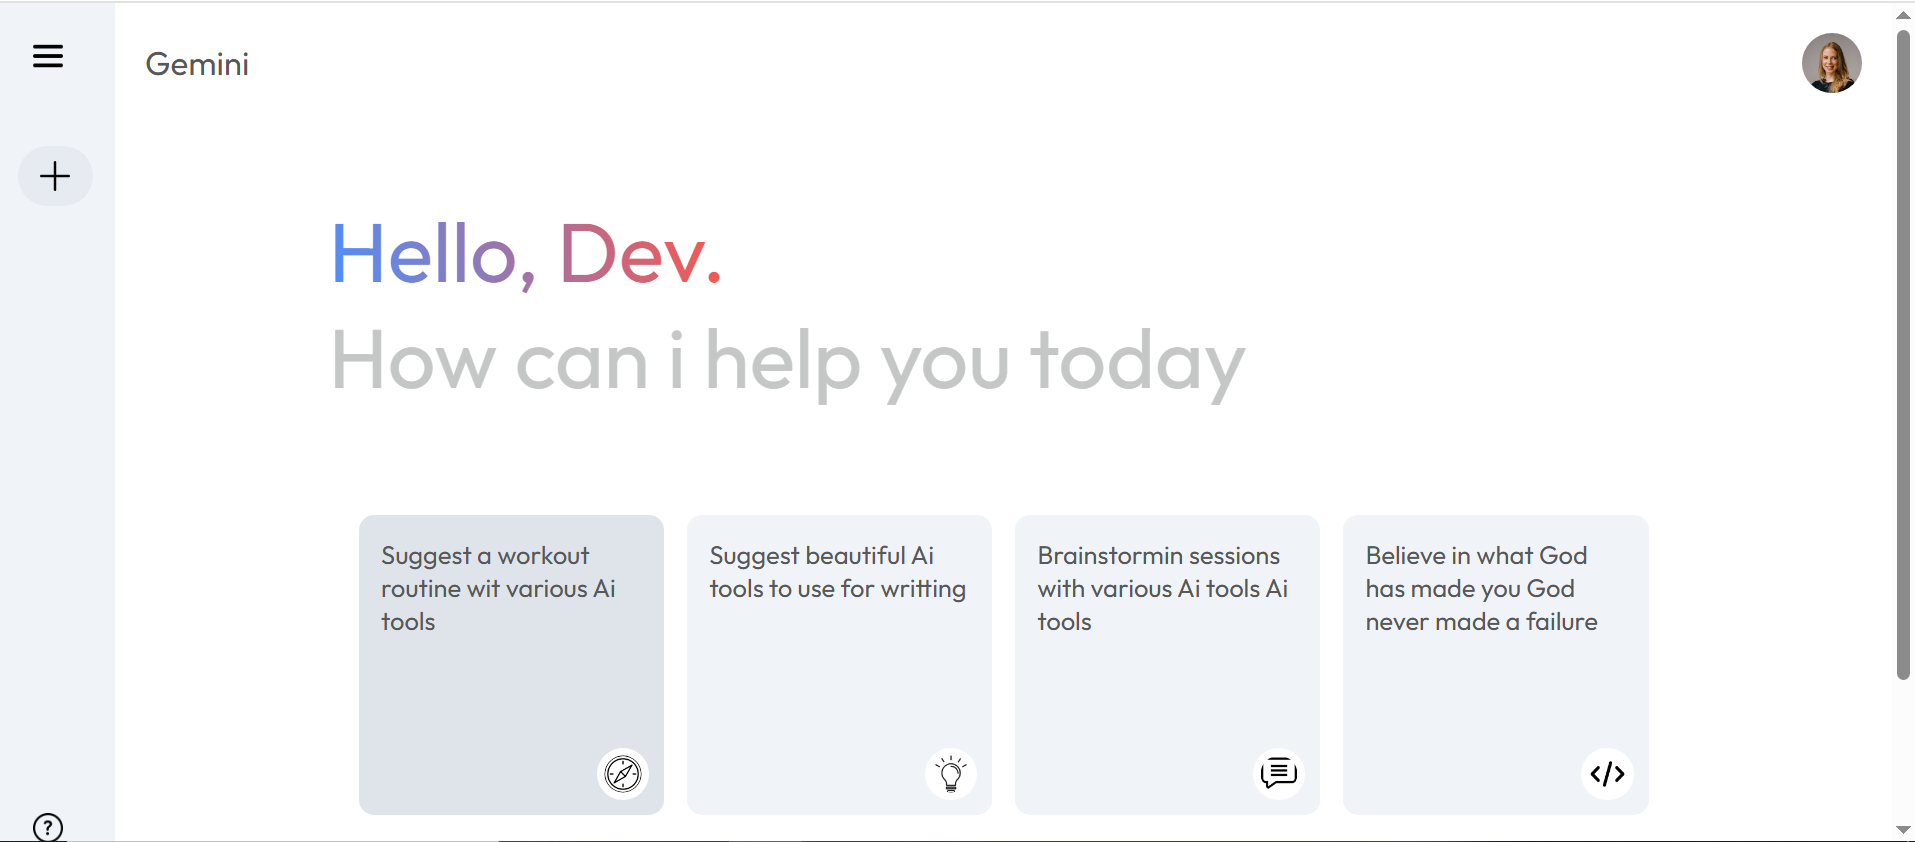 Gemini
Hello, Dev.
How can i help you today
Suggest a workout
routine wit various Ai
tools
Suggest beautiful Ai
tools to use for writting
Brainstormin sessions
with various Ai tools Ai
tools
Believe in what God
has made you God
never made a failure